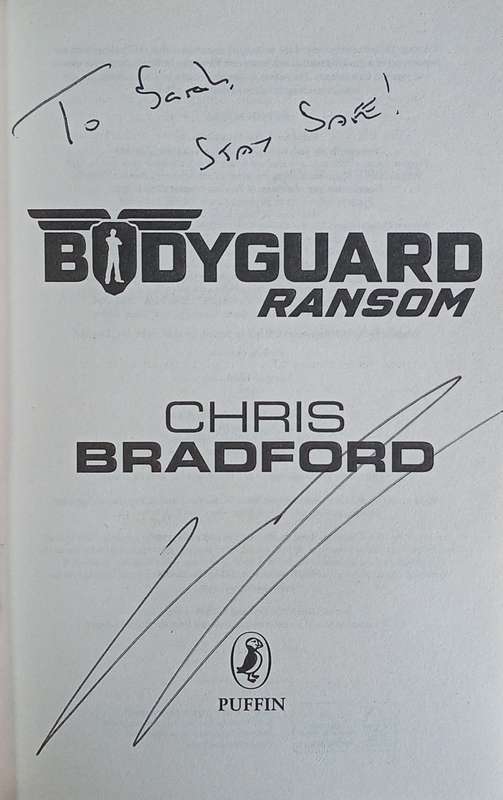 To Sarah,
STAY SAFE!
BODYGUARD
RANSOM
CHRIS
BRADFORD
PUFFIN